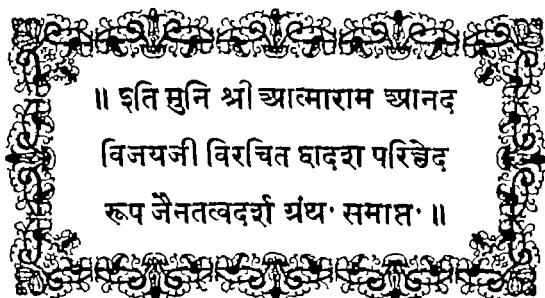 ॥ इति मुनि श्री आत्माराम आनद
विजयजी विरचित द्वादश परिच्छेद
रूप जैनतत्वदर्श ग्रंथः समाप्तः ॥